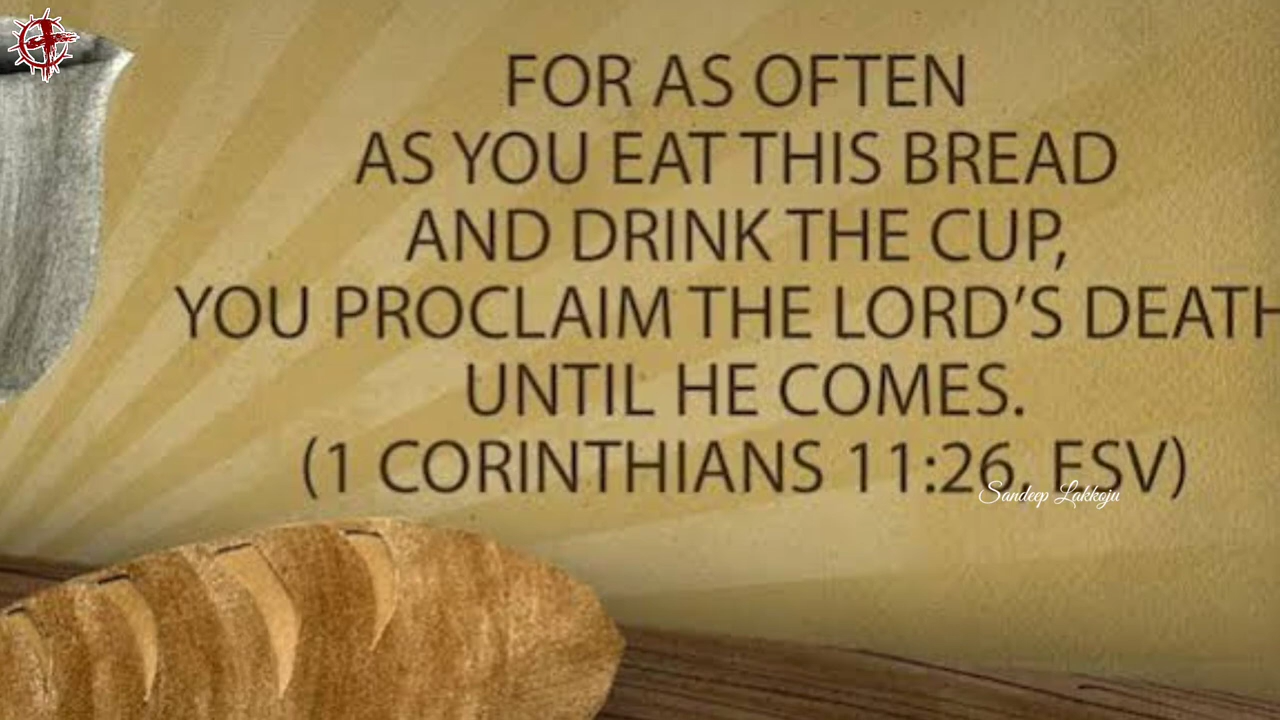 FOR AS OFTEN
AS YOU EAT THIS BREAD
AND DRINK THE CUP,
YOU PROCLAIM THE LORD'S DEATH
UNTIL HE COMES.
(1 CORINTHIANS 11:26, ESV)
Sandeep Lakkoju